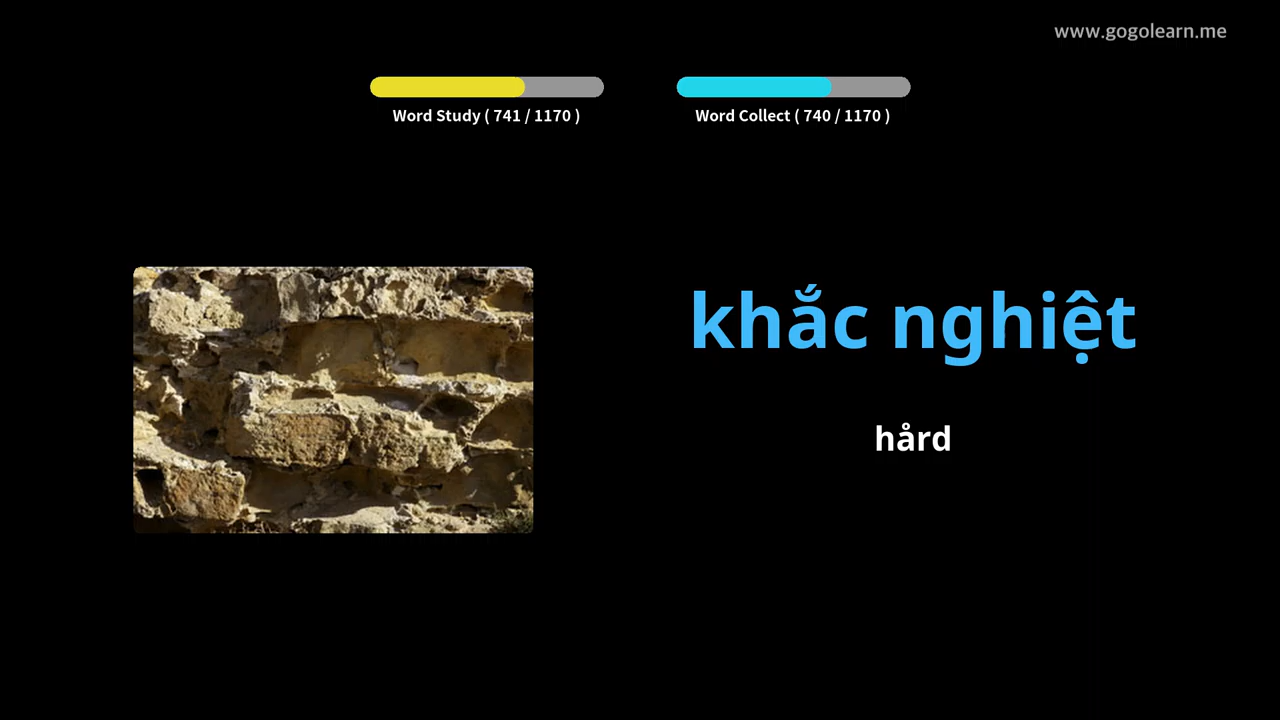 www.gogolearn.me
Word Study ( 741 / 1170 )
Word Collect ( 740 / 1170 )
khắc nghiệt
hård